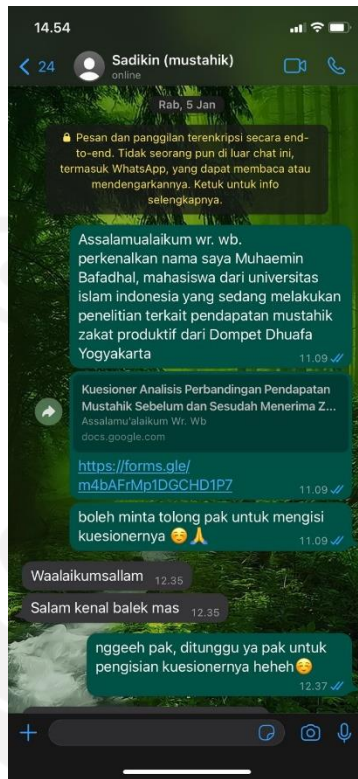 14.54
24
Sadikin (mustahik)
online
Rab, 5 Jan
Pesan dan panggilan terenkripsi secara end-
to-end. Tidak seorang pun di luar chat ini,
termasuk WhatsApp, yang dapat membaca atau
mendengarkannya. Ketuk untuk info
selengkapnya.
Assalamualaikum wr. wb.
perkenalkan nama saya Muhaemin
Bafadhal, mahasiswa dari universitas
islam indonesia yang sedang melakukan
penelitian terkait pendapatan mustahik
zakat produktif dari Dompet Dhuafa
Yogyakarta
11.09
Kuesioner Analisis Perbandingan Pendapatan
Mustahik Sebelum dan Sesudah Menerima Z...
Assalamu'alaikum Wr. Wb
docs.google.com
https://forms.gle/
m4bAFrMp1DGCHD1P7
11.09
boleh minta tolong pak untuk mengisi
kuesionernya 😁🙏
11.09
Waalaikumsallam 12.35
Salam kenal balek mas 12.35
nggeeh pak, ditunggu ya pak untuk
pengisian kuesionernya heheh😁
12.37